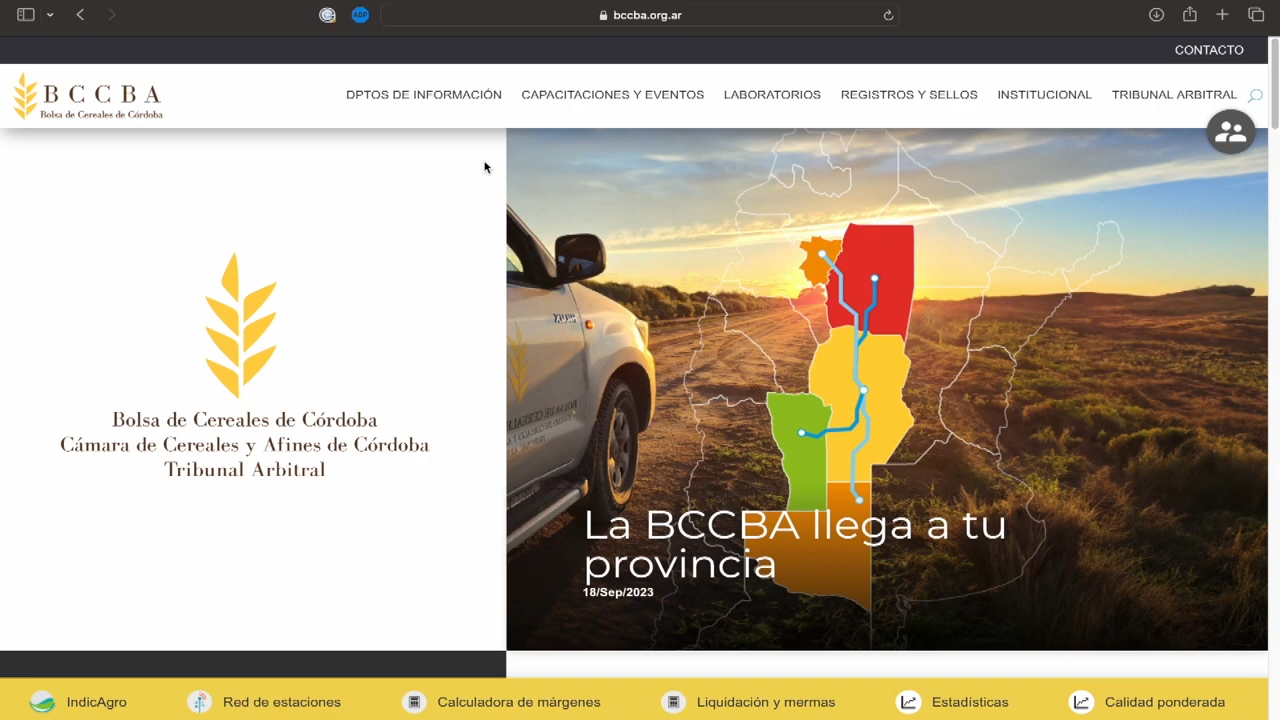 bccba.org.ar
CONTACTO
BCCBA
Bolsa de Cereales de Córdoba
DPTOS DE INFORMACIÓN
CAPACITACIONES Y EVENTOS
LABORATORIOS
REGISTROS Y SELLOS
INSTITUCIONAL
TRIBUNAL ARBITRAL
Bolsa de Cereales de Córdoba
Cámara de Cereales y Afines de Córdoba
Tribunal Arbitral
La BCCBA llega a tu
provincia
18/Sep/2023
IndicAgro
Red de estaciones
Calculadora de márgenes
Liquidación y mermas
Estadísticas
Calidad ponderada